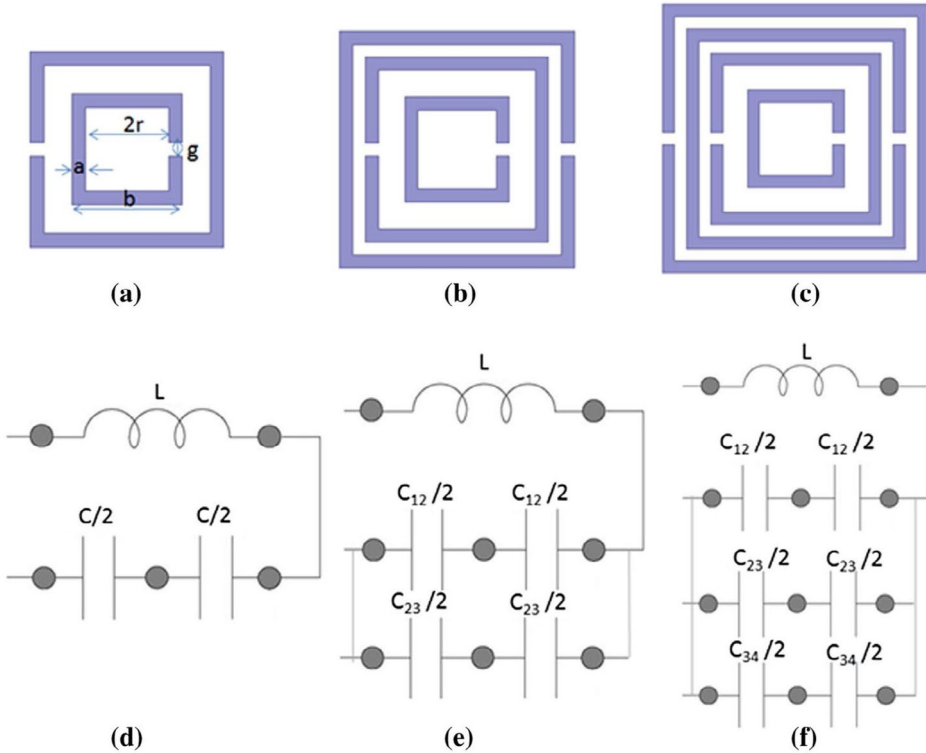 2r
g
a
b
(a) (b) (c)
L
C/2 C/2
L
C₁₂/2 C₁₂/2
C₂₃/2 C₂₃/2
L
C₁₂/2 C₁₂/2
C₂₃/2 C₂₃/2
C₃₄/2 C₃₄/2
(d) (e) (f)